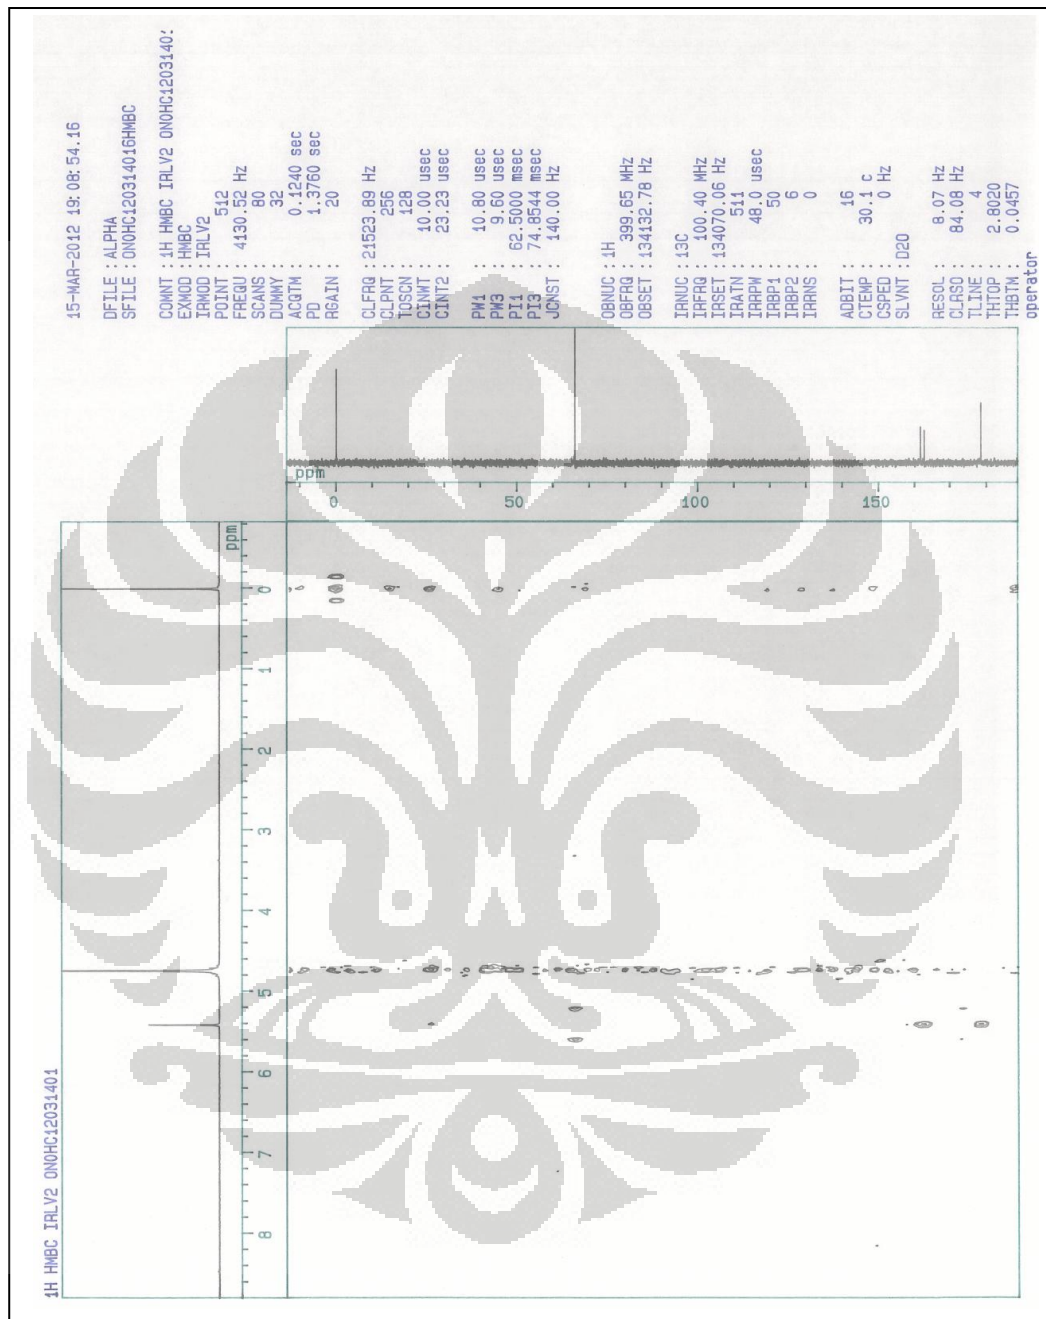 15-MAR-2012 19:08:54.16
DFILE : ALPHA
SFILE : ONOHC120314016HMBC
COMNT : 1H HMBC IRLV2 ONOHC1203140
EXMOD : HMBC
IRMOD : IRLV2
POINT : 512
FREQU : 4130.52 Hz
SCANS : 80
DUMMY : 32
ACQTM : 0.1240 sec
PD : 1.3760 sec
RGAIN : 20
CLFRQ : 21523.89 Hz
CLPNT : 256
TOSCN : 128
CINWT : 10.00 usec
CINT2 : 23.23 usec
PW1 : 10.80 usec
PW3 : 9.60 usec
PI1 : 62.5000 msec
PI3 : 74.8544 msec
JCNST : 140.00 Hz
OBNUC : 1H
OBFRQ : 399.65 MHz
OBSET : 134132.78 Hz
IRNUC : 13C
IRFRQ : 100.40 MHz
IRSET : 134070.06 Hz
IRATN : 511
IRRPW : 48.0 usec
IRBP1 : 50
IRBP2 : 6
IRRNS : 0
ADBIT : 16
CTEMP : 30.1 c
CSPED : 0 Hz
SLVNT : D2O
RESOL : 8.07 Hz
CLRSD : 84.08 Hz
TLINE : 4
THTOP : 2.8020
THBTM : 0.0457
operator
1H HMBC IRLV2 ONOHC12031401
ppm
0 50 100 150
ppm
0 1 2 3 4 5 6 7 8